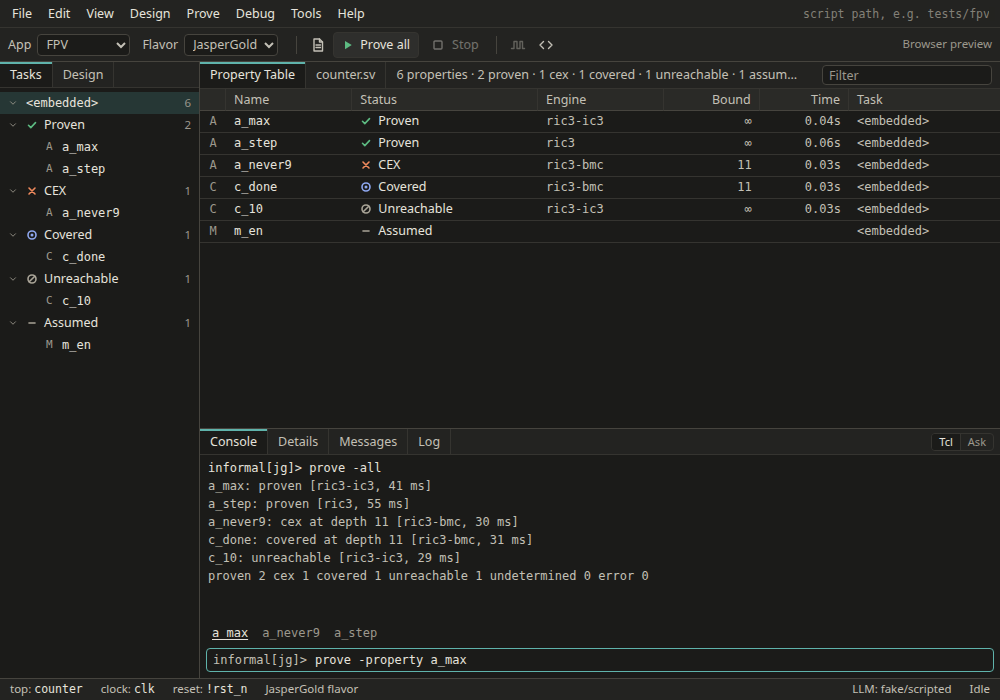 File Edit View Design Prove Debug Tools Help script path, e.g. tests/fpv
App FPV Flavor JasperGold Prove all Stop Browser preview
Tasks Design
<embedded> 6
Proven 2
A a_max
A a_step
CEX 1
A a_never9
Covered 1
C c_done
Unreachable 1
C c_10
Assumed 1
M m_en
Property Table counter.sv 6 properties · 2 proven · 1 cex · 1 covered · 1 unreachable · 1 assum... Filter
Name Status Engine Bound Time Task
A a_max Proven ric3-ic3 ∞ 0.04s <embedded>
A a_step Proven ric3 ∞ 0.06s <embedded>
A a_never9 CEX ric3-bmc 11 0.03s <embedded>
C c_done Covered ric3-bmc 11 0.03s <embedded>
C c_10 Unreachable ric3-ic3 ∞ 0.03s <embedded>
M m_en Assumed <embedded>
Console Details Messages Log Tcl Ask
informal[jg]> prove -all
a_max: proven [ric3-ic3, 41 ms]
a_step: proven [ric3, 55 ms]
a_never9: cex at depth 11 [ric3-bmc, 30 ms]
c_done: covered at depth 11 [ric3-bmc, 31 ms]
c_10: unreachable [ric3-ic3, 29 ms]
proven 2 cex 1 covered 1 unreachable 1 undetermined 0 error 0
a_max a_never9 a_step
informal[jg]> prove -property a_max
top: counter clock: clk reset: !rst_n JasperGold flavor LLM: fake/scripted Idle